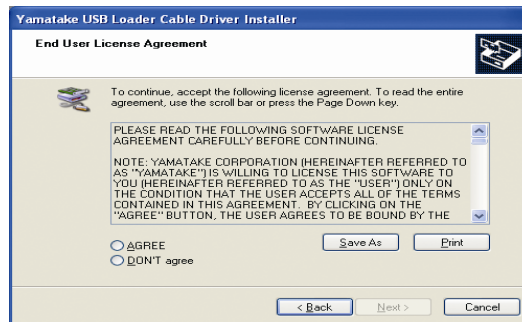 Yamatake USB Loader Cable Driver Installer
End User License Agreement
To continue, accept the following license agreement. To read the entire
agreement, use the scroll bar or press the Page Down key.
PLEASE READ THE FOLLOWING SOFTWARE LICENSE
AGREEMENT CAREFULLY BEFORE CONTINUING.
NOTE: YAMATAKE CORPORATION (HEREINAFTER REFERRED TO
AS "YAMATAKE") IS WILLING TO LICENSE THIS SOFTWARE TO
YOU (HEREINAFTER REFERRED TO AS THE "USER") ONLY ON
THE CONDITION THAT THE USER ACCEPTS ALL OF THE TERMS
CONTAINED IN THIS AGREEMENT. BY CLICKING ON THE
"AGREE" BUTTON, THE USER AGREES TO BE BOUND BY THE
AGREE
DON'T agree
Save As
Print
< Back
Next >
Cancel